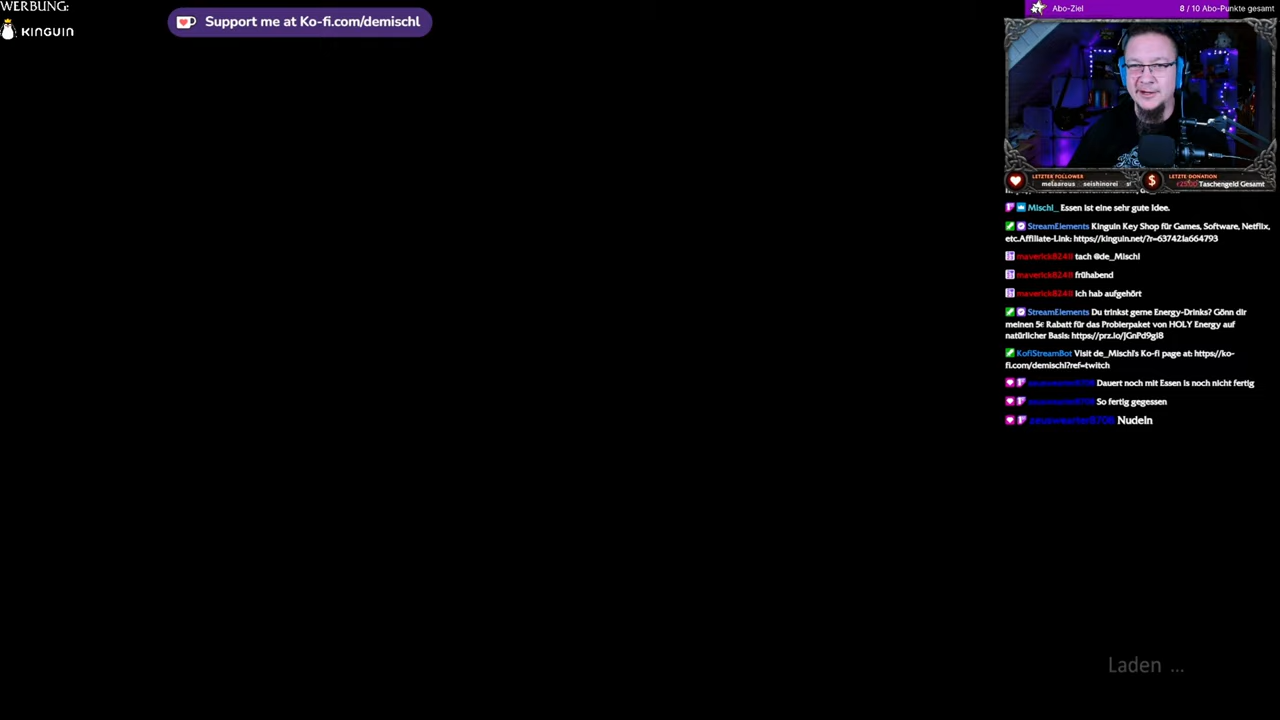 WERBUNG:
KINGUIN
Support me at Ko-fi.com/demischl
Abo-Ziel
8 / 10 Abo-Punkte gesamt
LETZTER FOLLOWER
LETZTE DONATION
melaarous seishinorei
Taschengeld Gesamt
Mischl_ Essen ist eine sehr gute Idee.
StreamElements Kinguin Key Shop für Games, Software, Netflix,
etc.Affiliate-Link: https://kinguin.net/?r=637421a664793
tach @de_Mischl
frühabend
Ich hab aufgehört
StreamElements Du trinkst gerne Energy-Drinks? Gönn dir
meinen 5€ Rabatt für das Probierpaket von HOLY Energy auf
natürlicher Basis: https://prz.io/JGnPd9gi8
KofiStreamBot Visit de_Mischl's Ko-fi page at: https://ko-
fi.com/demischl?ref=twitch
Dauert noch mit Essen is noch nicht fertig
So fertig gegessen
Nudeln
Laden ...